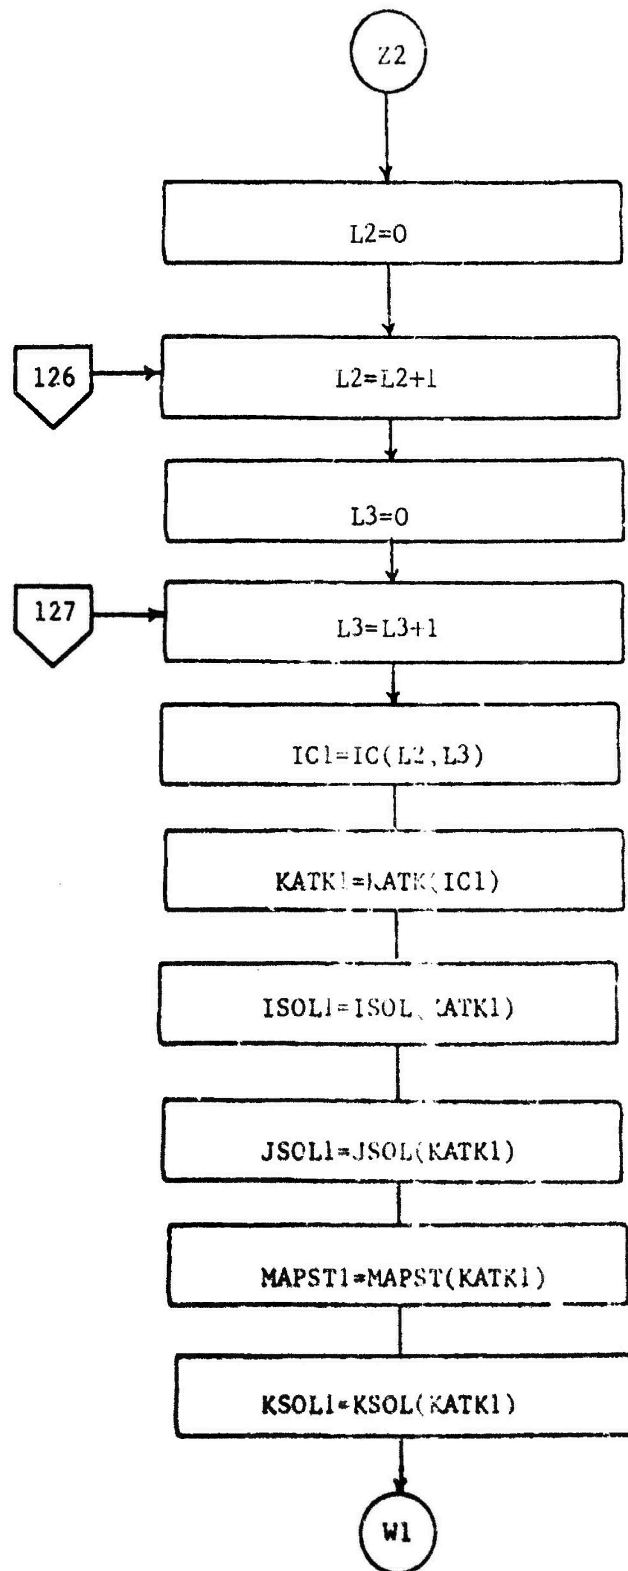 Z2
L2=0
126
L2=L2+1
L3=0
127
L3=L3+1
IC1=IC(L2,L3)
KATK1=KATK(IC1)
ISOL1=ISOL(KATK1)
JSOL1=JSOL(KATK1)
MAPST1=MAPST(KATK1)
KSOL1=KSOL(KATK1)
W1